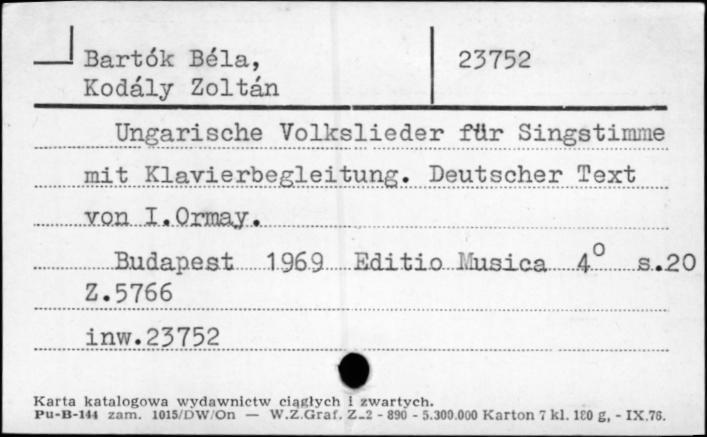 Bartók Béla, 23752
Kodály Zoltán
Ungarische Volkslieder für Singstimme
mit Klavierbegleitung. Deutscher Text
von I.Ormay.
Budapest 1969 Editio Musica 4° s.20
Z.5766
inw.23752
Karta katalogowa wydawnictw ciągłych i zwartych.
Pu-B-144 zam. 1015/DW/On — W.Z.Graf. Z-2 - 890 - 5.300.000 Karton 7 kl. 180 g, - IX.76.